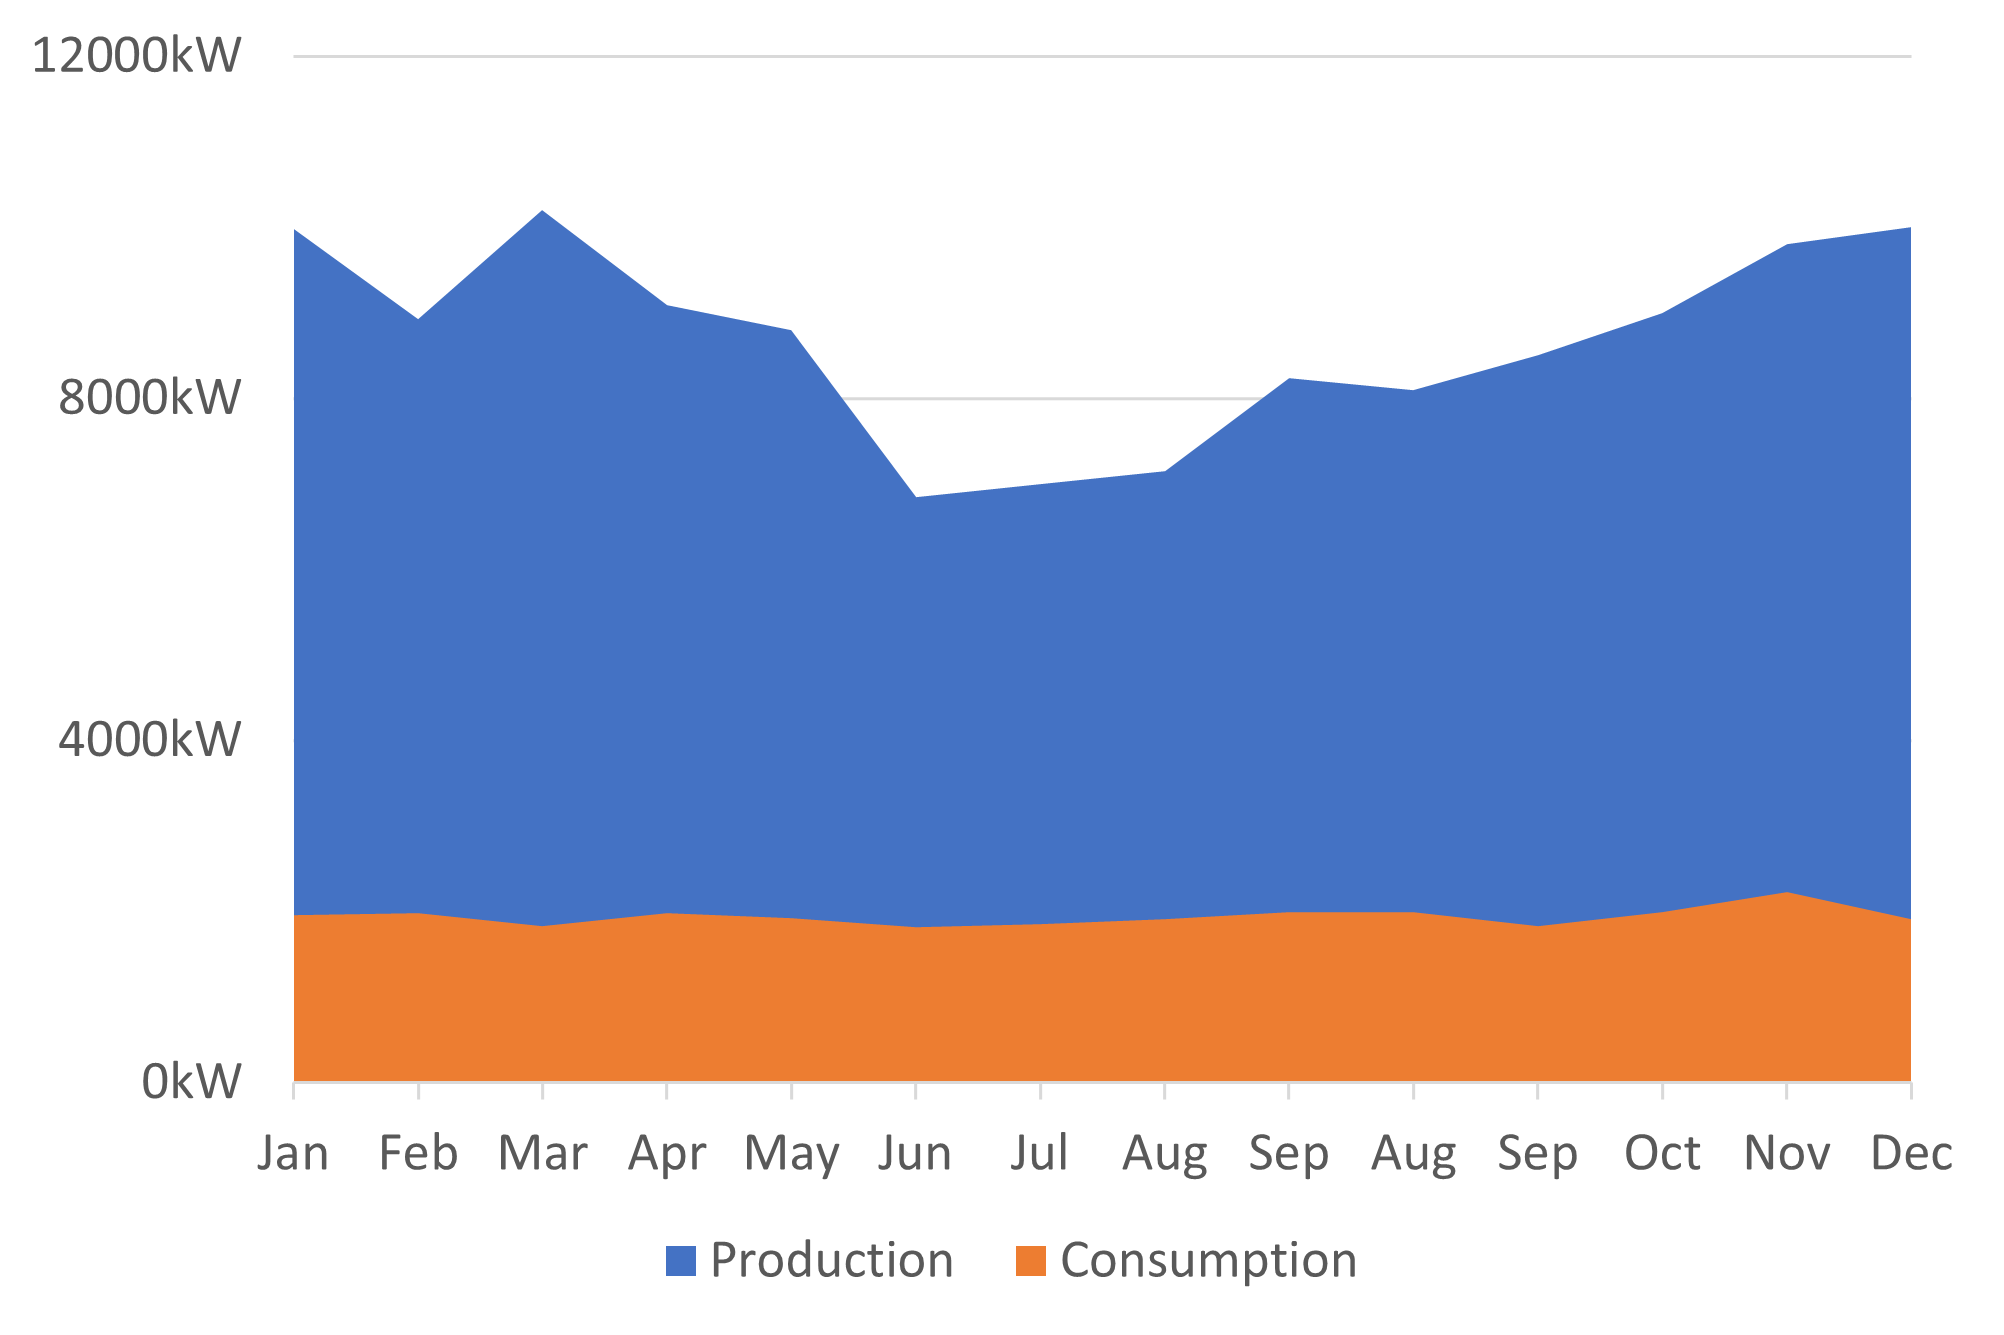 12000kW
8000kW
4000kW
0kW
Jan Feb Mar Apr May Jun Jul Aug Sep Aug Sep Oct Nov Dec
Production Consumption